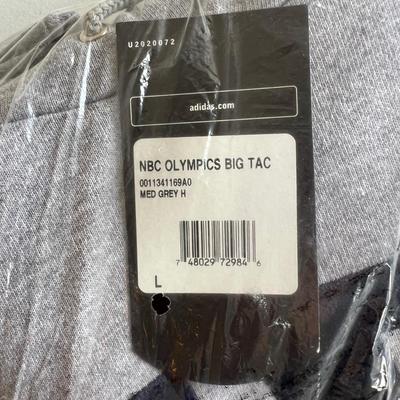 U2020072
adidas.com
NBC OLYMPICS BIG TAC
0011341169A0
MED GREY H
7 48029 72984 6
L